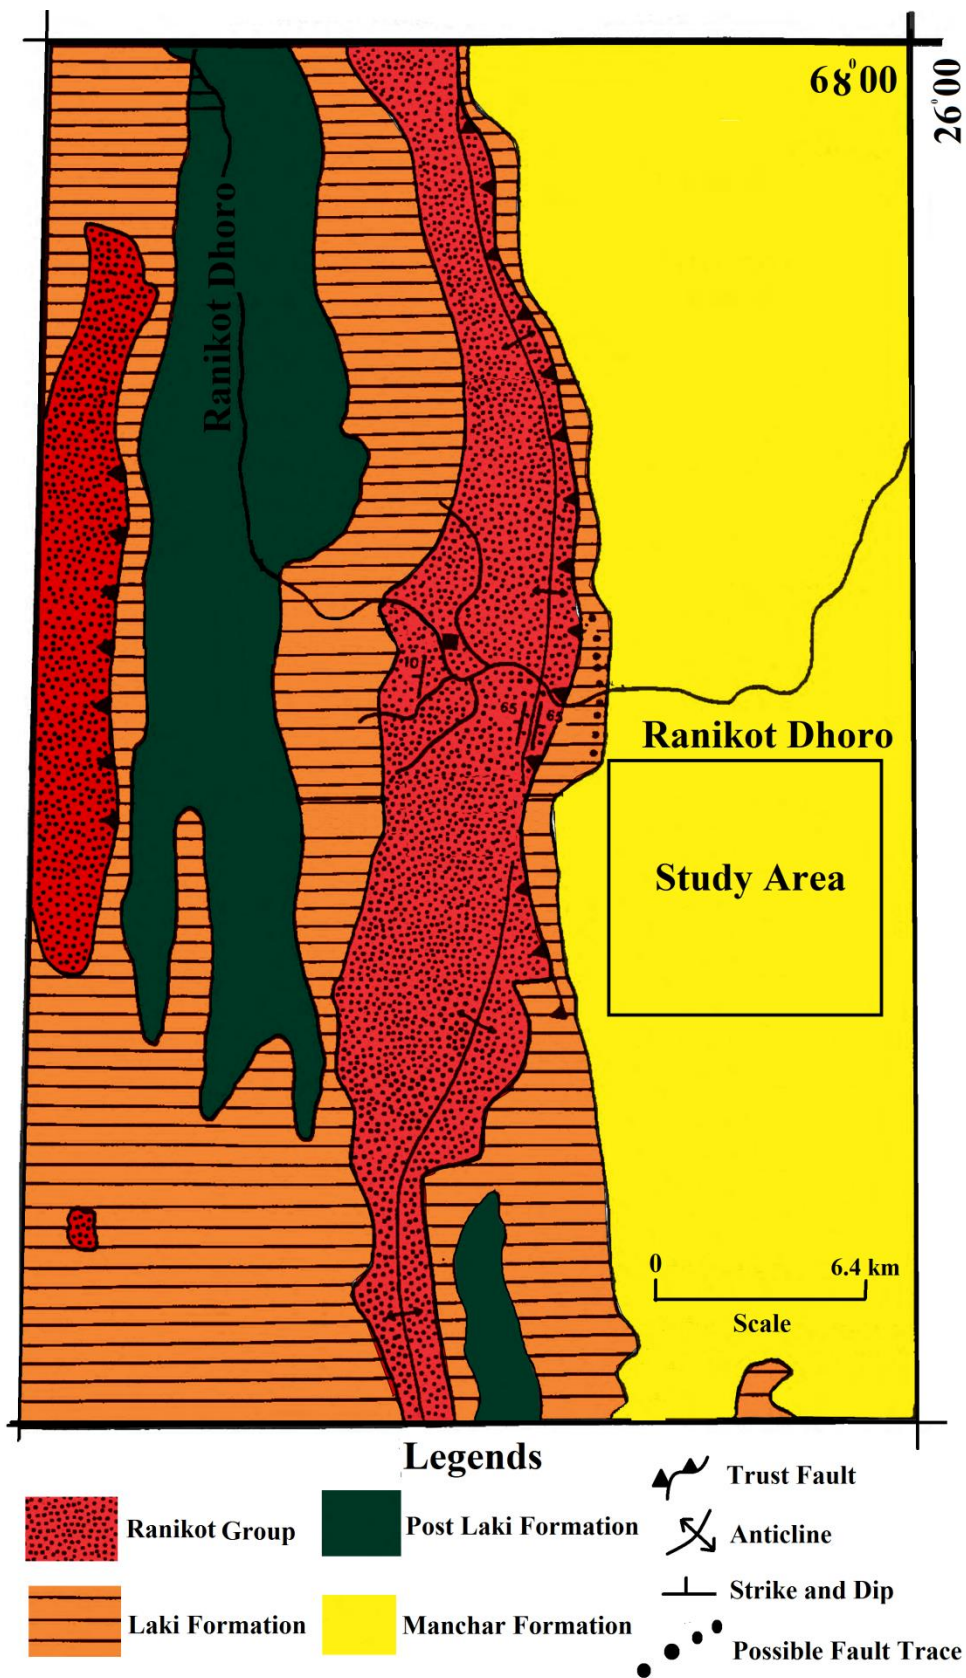 68°00
26°00
Ranikot Dhoro
10
65
65
Ranikot Dhoro
Study Area
0
6.4 km
Scale
Legends
Ranikot Group
Post Laki Formation
Trust Fault
Anticline
Laki Formation
Manchar Formation
Strike and Dip
Possible Fault Trace